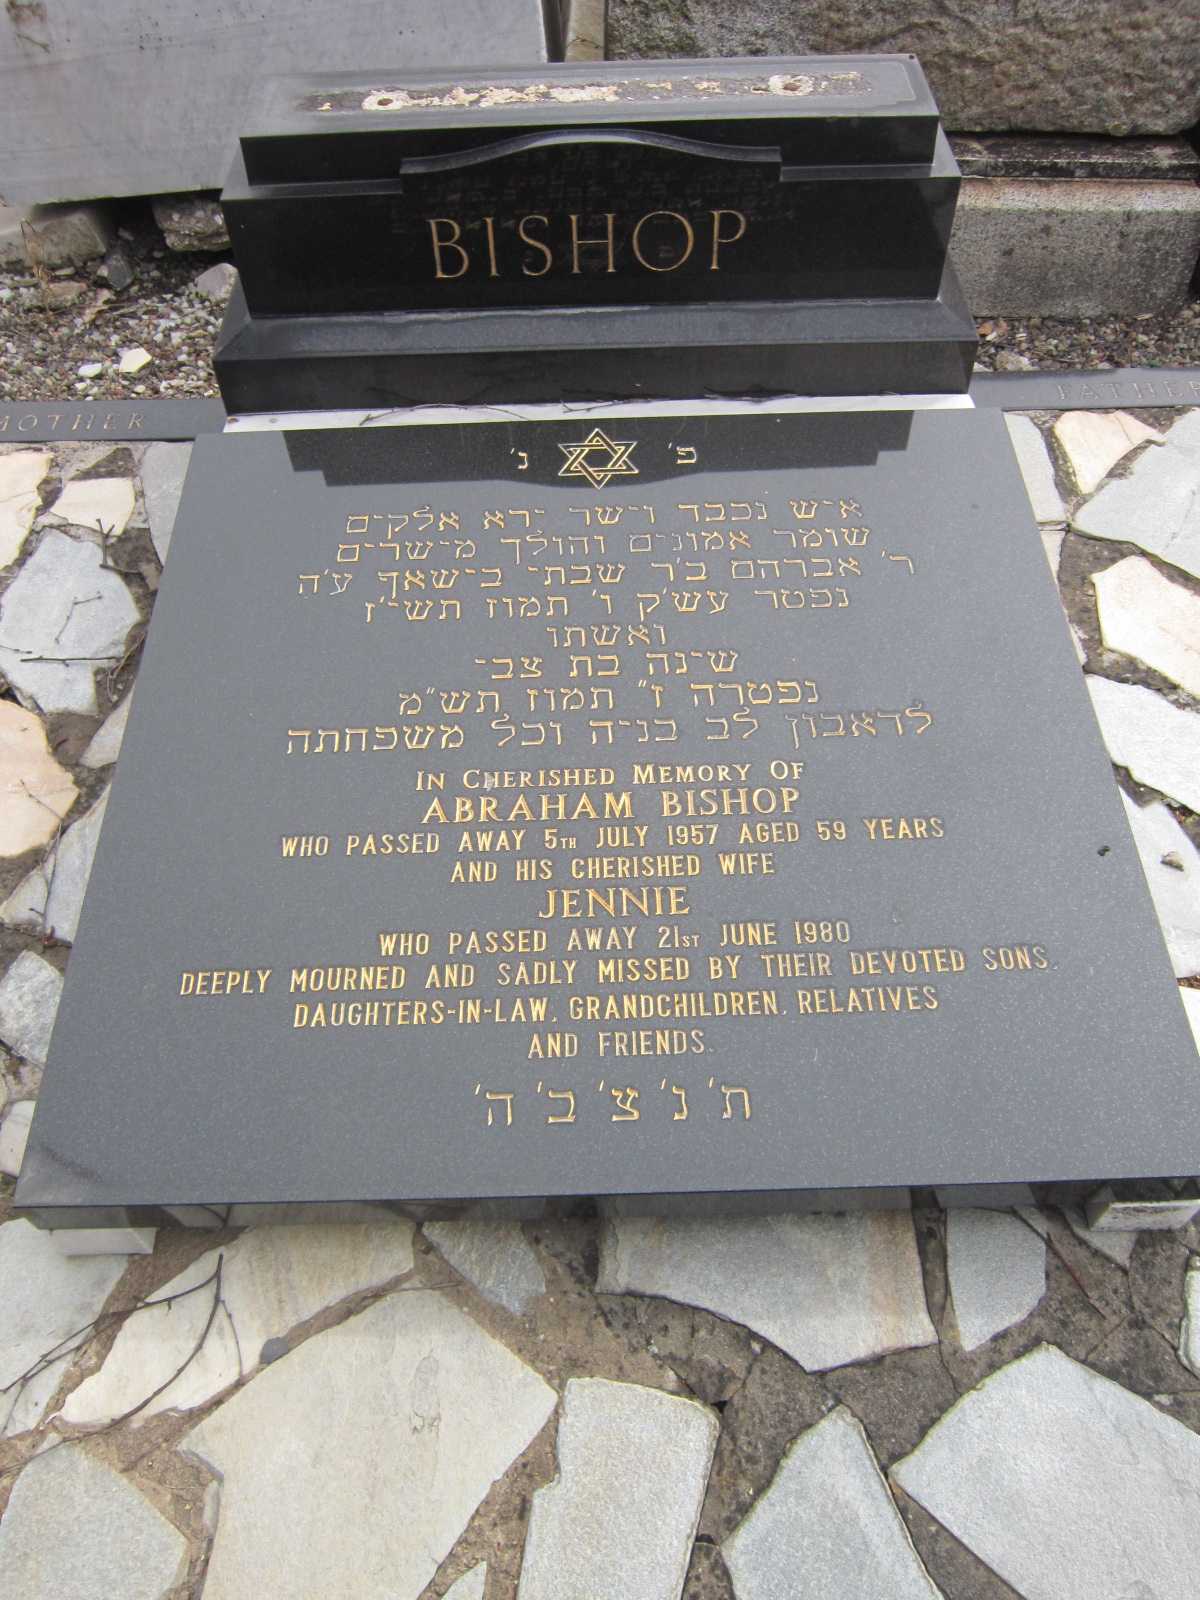 BISHOP
MOTHER
FATHER
פ' נ'
איש נכבד וישר ירא אלקים
שומר אמונים והולך מישרים
ר' אברהם ב'ר שבתי בישאף ע'ה
נפטר עש'ק ו' תמוז תשי'ז
ואשתו
שינה בת צבי
נפטרה ז" תמוז תש"מ
לדאבון לב בניה וכל משפחתה
IN CHERISHED MEMORY OF
ABRAHAM BISHOP
WHO PASSED AWAY 5TH JULY 1957 AGED 59 YEARS
AND HIS CHERISHED WIFE
JENNIE
WHO PASSED AWAY 21ST JUNE 1980
DEEPLY MOURNED AND SADLY MISSED BY THEIR DEVOTED SONS.
DAUGHTERS-IN-LAW, GRANDCHILDREN, RELATIVES
AND FRIENDS.
ת' נ' צ' ב' ה'